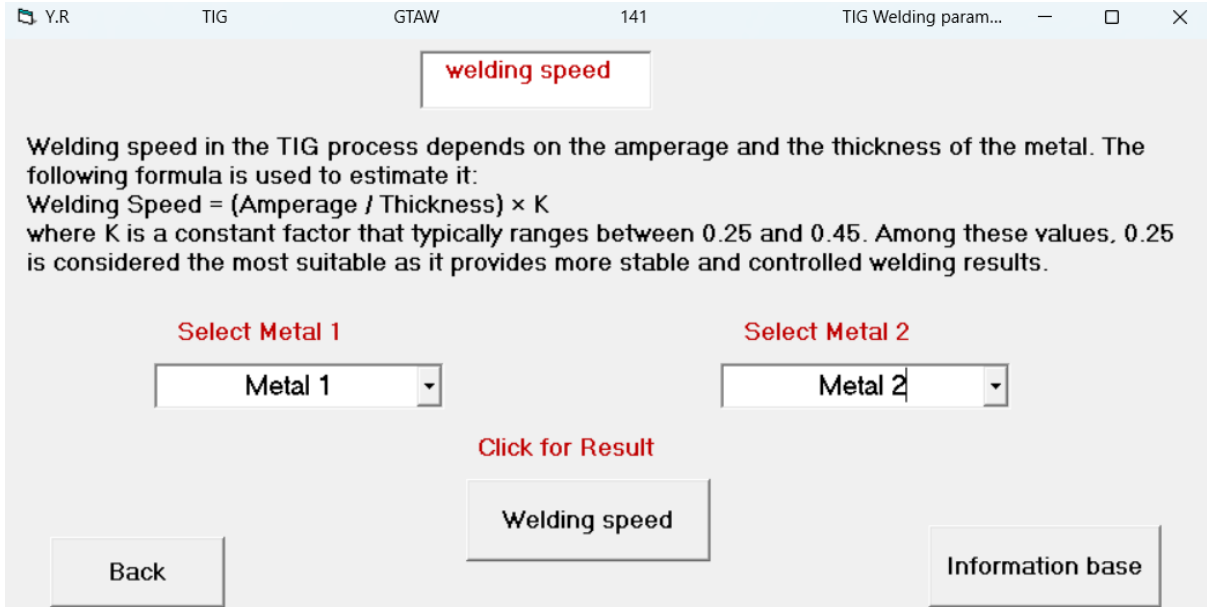 Y.R TIG GTAW 141 TIG Welding param...
welding speed
Welding speed in the TIG process depends on the amperage and the thickness of the metal. The
following formula is used to estimate it:
Welding Speed = (Amperage / Thickness) × K
where K is a constant factor that typically ranges between 0.25 and 0.45. Among these values, 0.25
is considered the most suitable as it provides more stable and controlled welding results.
Select Metal 1 Select Metal 2
Metal 1 Metal 2
Click for Result
Welding speed
Back Information base